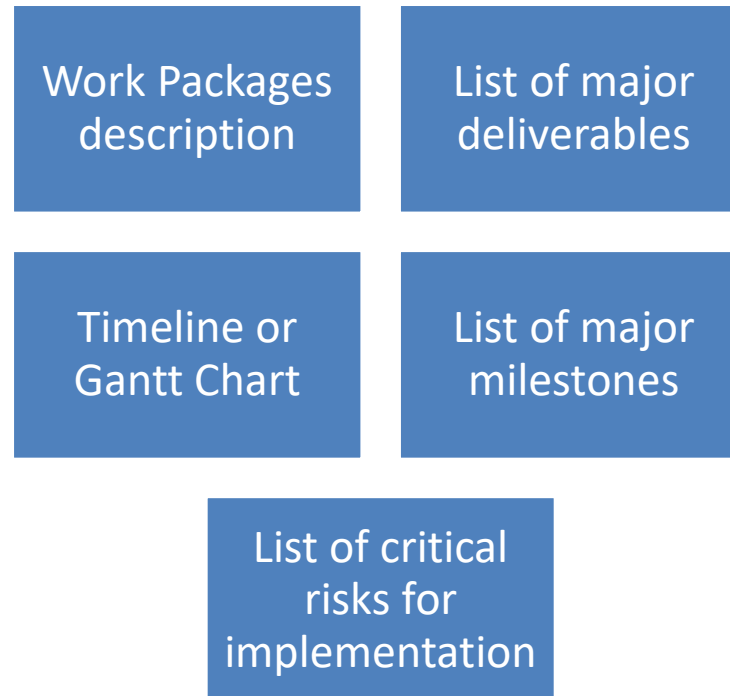 Work Packages
description
List of major
deliverables
Timeline or
Gantt Chart
List of major
milestones
List of critical
risks for
implementation